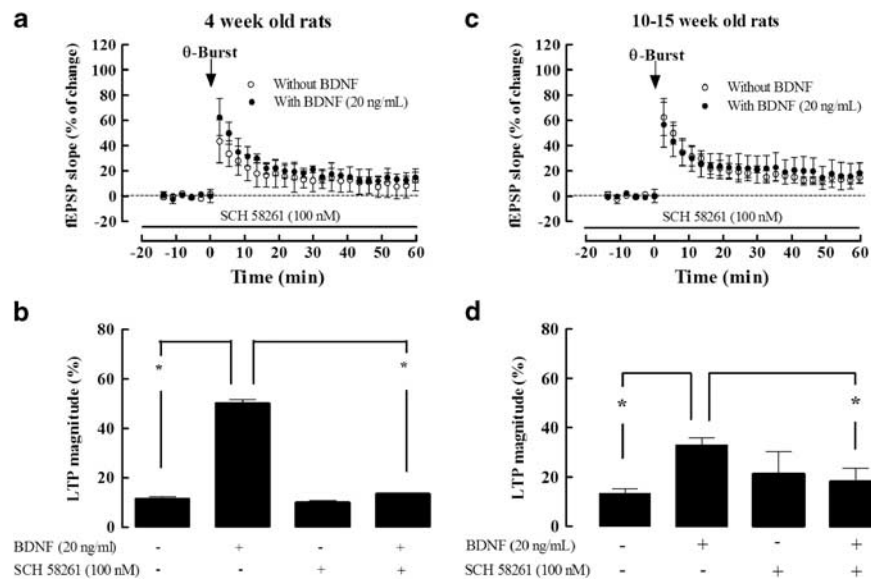 a
4 week old rats
120
100
80
60
40
20
0
-20
fEPSP slope (% of change)
θ-Burst
Without BDNF
With BDNF (20 ng/mL)
SCH 58261 (100 nM)
-20 -10 0 10 20 30 40 50 60
Time (min)
c
10-15 week old rats
120
100
80
60
40
20
0
-20
fEPSP slope (% of change)
θ-Burst
Without BDNF
With BDNF (20 ng/mL)
SCH 58261 (100 nM)
-20 -10 0 10 20 30 40 50 60
Time (min)
b
80
60
40
20
0
LTP magnitude (%)
* *
BDNF (20 ng/ml) - + - +
SCH 58261 (100 nM) - - + +
d
80
60
40
20
0
LTP magnitude (%)
* *
BDNF (20 ng/mL) - + - +
SCH 58261 (100 nM) - - + +